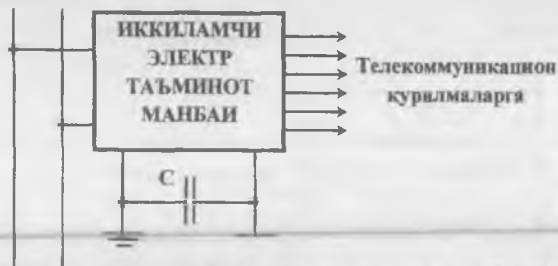 ИККИЛАМЧИ
ЭЛЕКТР
ТАЪМИНОТ
МАНБАИ
Телекоммуникацион
курилмаларга
C